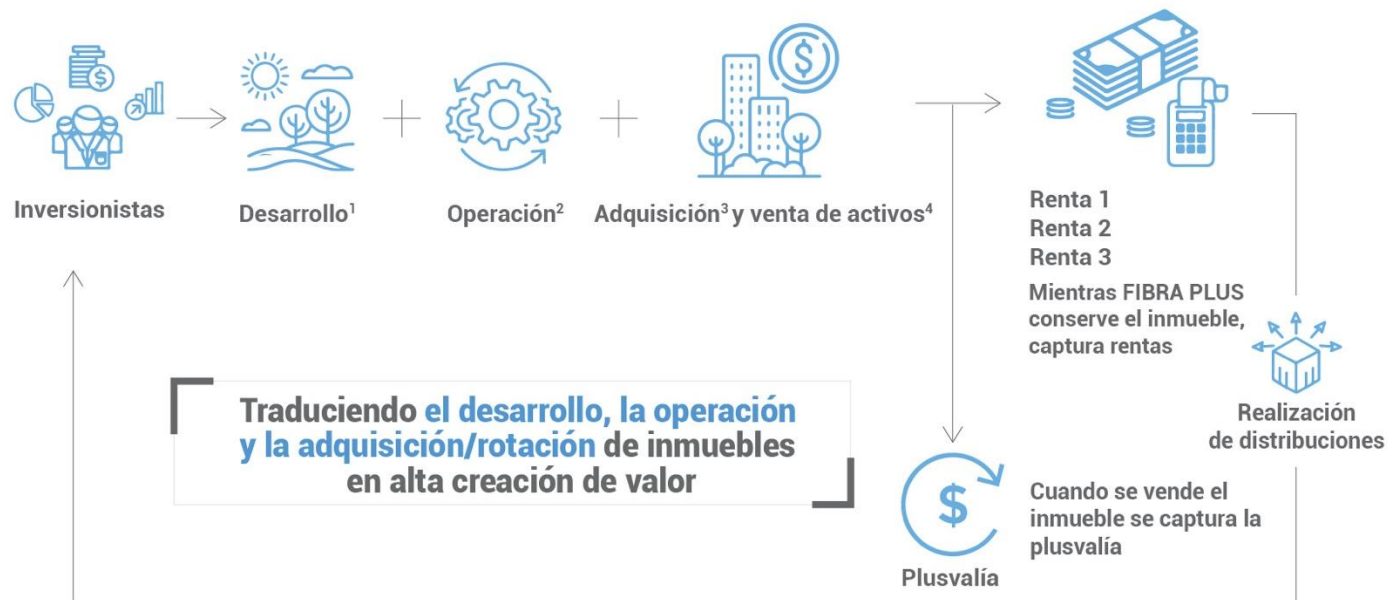 Inversionistas
Desarrollo¹
Operación²
Adquisición³ y venta de activos⁴
$
$
Renta 1
Renta 2
Renta 3
Mientras FIBRA PLUS
conserve el inmueble,
captura rentas
Realización
de distribuciones
Traduciendo el desarrollo, la operación
y la adquisición/rotación de inmuebles
en alta creación de valor
$
Plusvalía
Cuando se vende el
inmueble se captura la
plusvalía